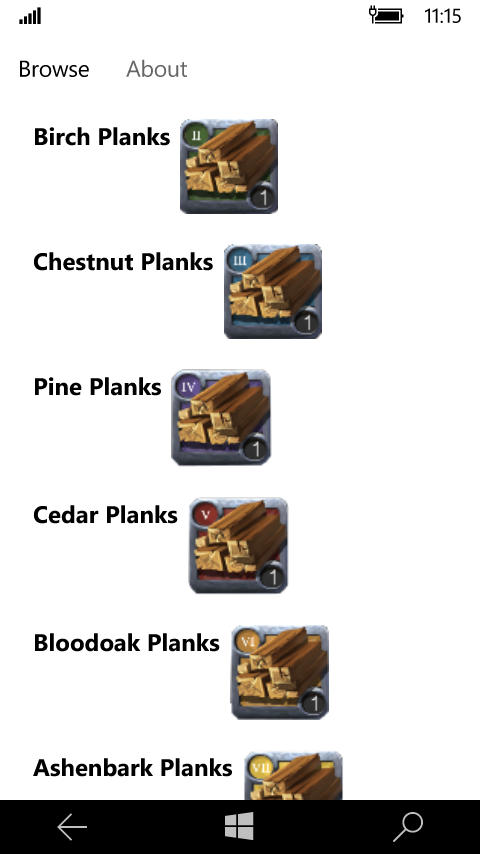 11:15
Browse About
Birch Planks II 1
Chestnut Planks III 1
Pine Planks IV 1
Cedar Planks V 1
Bloodoak Planks VI 1
Ashenbark Planks VII